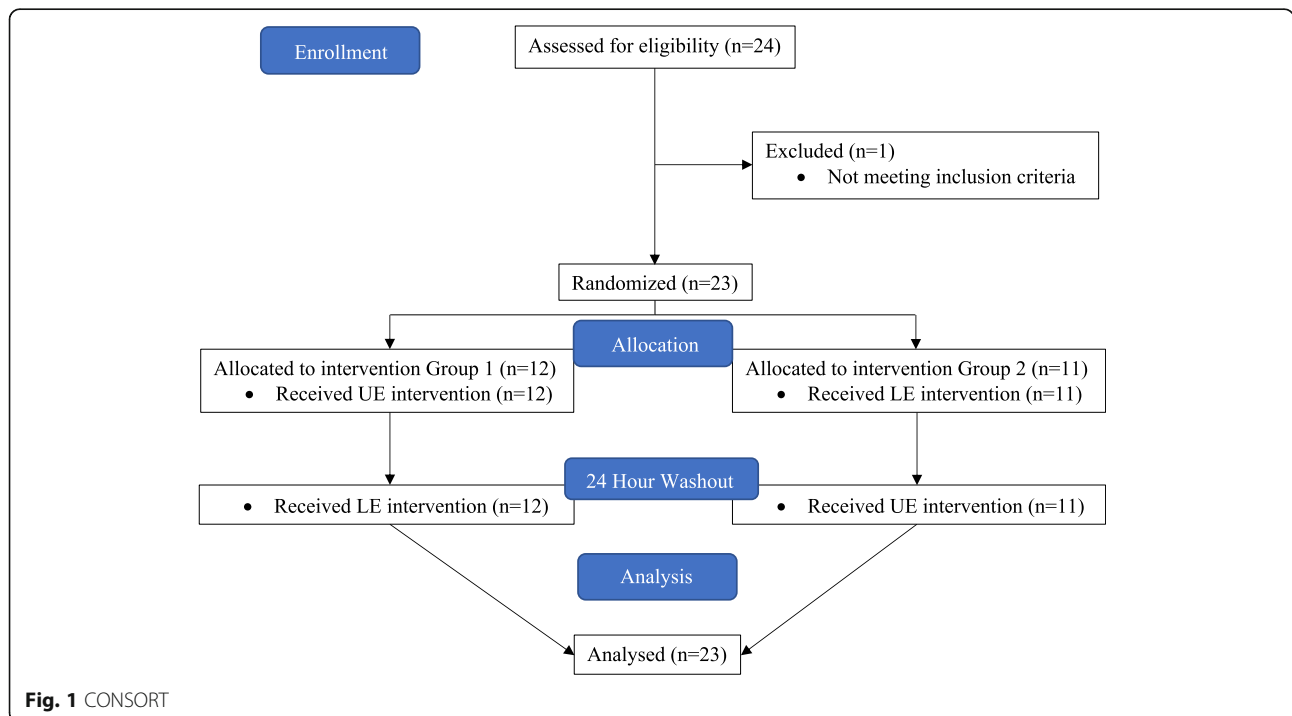 Enrollment
Assessed for eligibility (n=24)
Excluded (n=1)
• Not meeting inclusion criteria
Randomized (n=23)
Allocation
Allocated to intervention Group 1 (n=12)
• Received UE intervention (n=12)
Allocated to intervention Group 2 (n=11)
• Received LE intervention (n=11)
24 Hour Washout
• Received LE intervention (n=12)
• Received UE intervention (n=11)
Analysis
Analysed (n=23)
Fig. 1 CONSORT